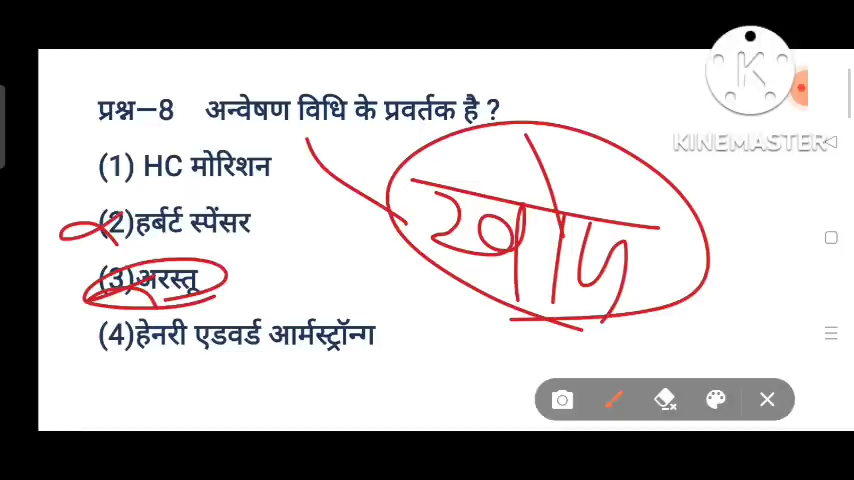 KINEMASTER
प्रश्न—8 अन्वेषण विधि के प्रवर्तक है ?
(1) HC मोरिशन
(2)हर्बर्ट स्पेंसर
(3)अरस्तू
(4)हेनरी एडवर्ड आर्मस्ट्रॉन्ग